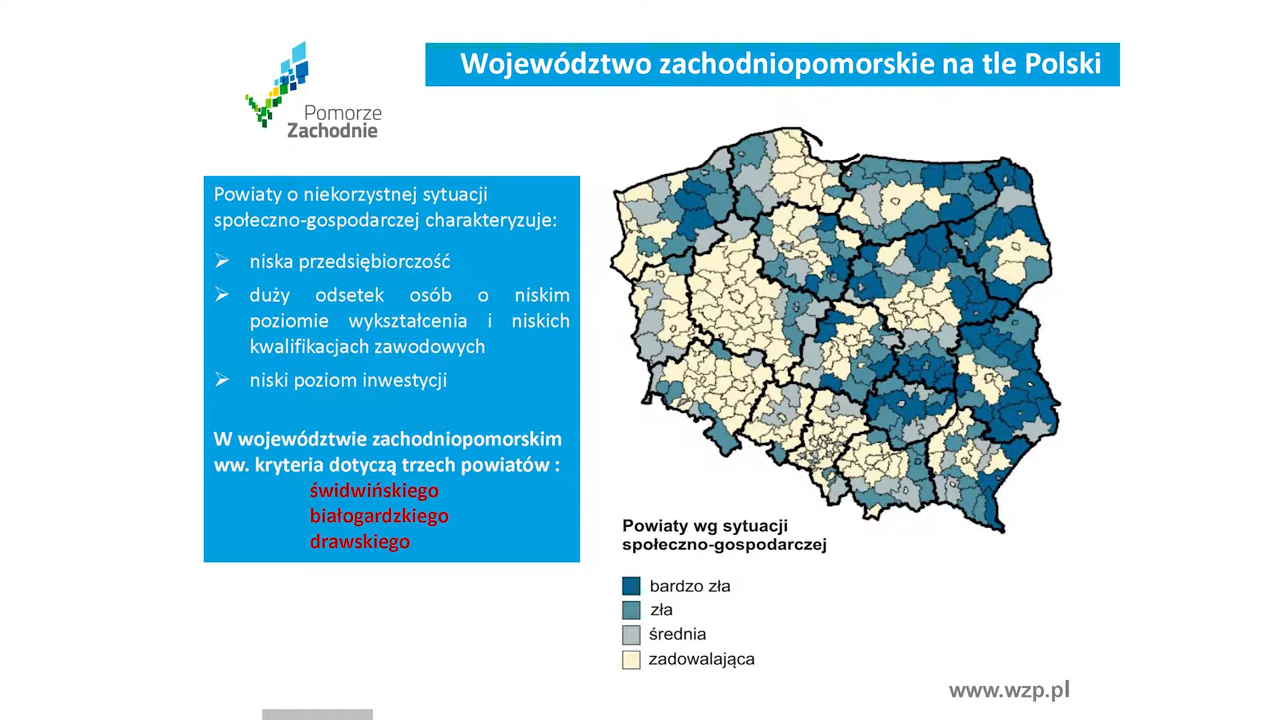 Województwo zachodniopomorskie na tle Polski
Pomorze
Zachodnie
Powiaty o niekorzystnej sytuacji
społeczno-gospodarczej charakteryzuje:
niska przedsiębiorczość
duży odsetek osób o niskim
poziomie wykształcenia i niskich
kwalifikacjach zawodowych
niski poziom inwestycji
W województwie zachodniopomorskim
ww. kryteria dotyczą trzech powiatów :
świdwińskiego
białogardzkiego
drawskiego
Powiaty wg sytuacji
społeczno-gospodarczej
bardzo zła
zła
średnia
zadowalająca
www.wzp.pl